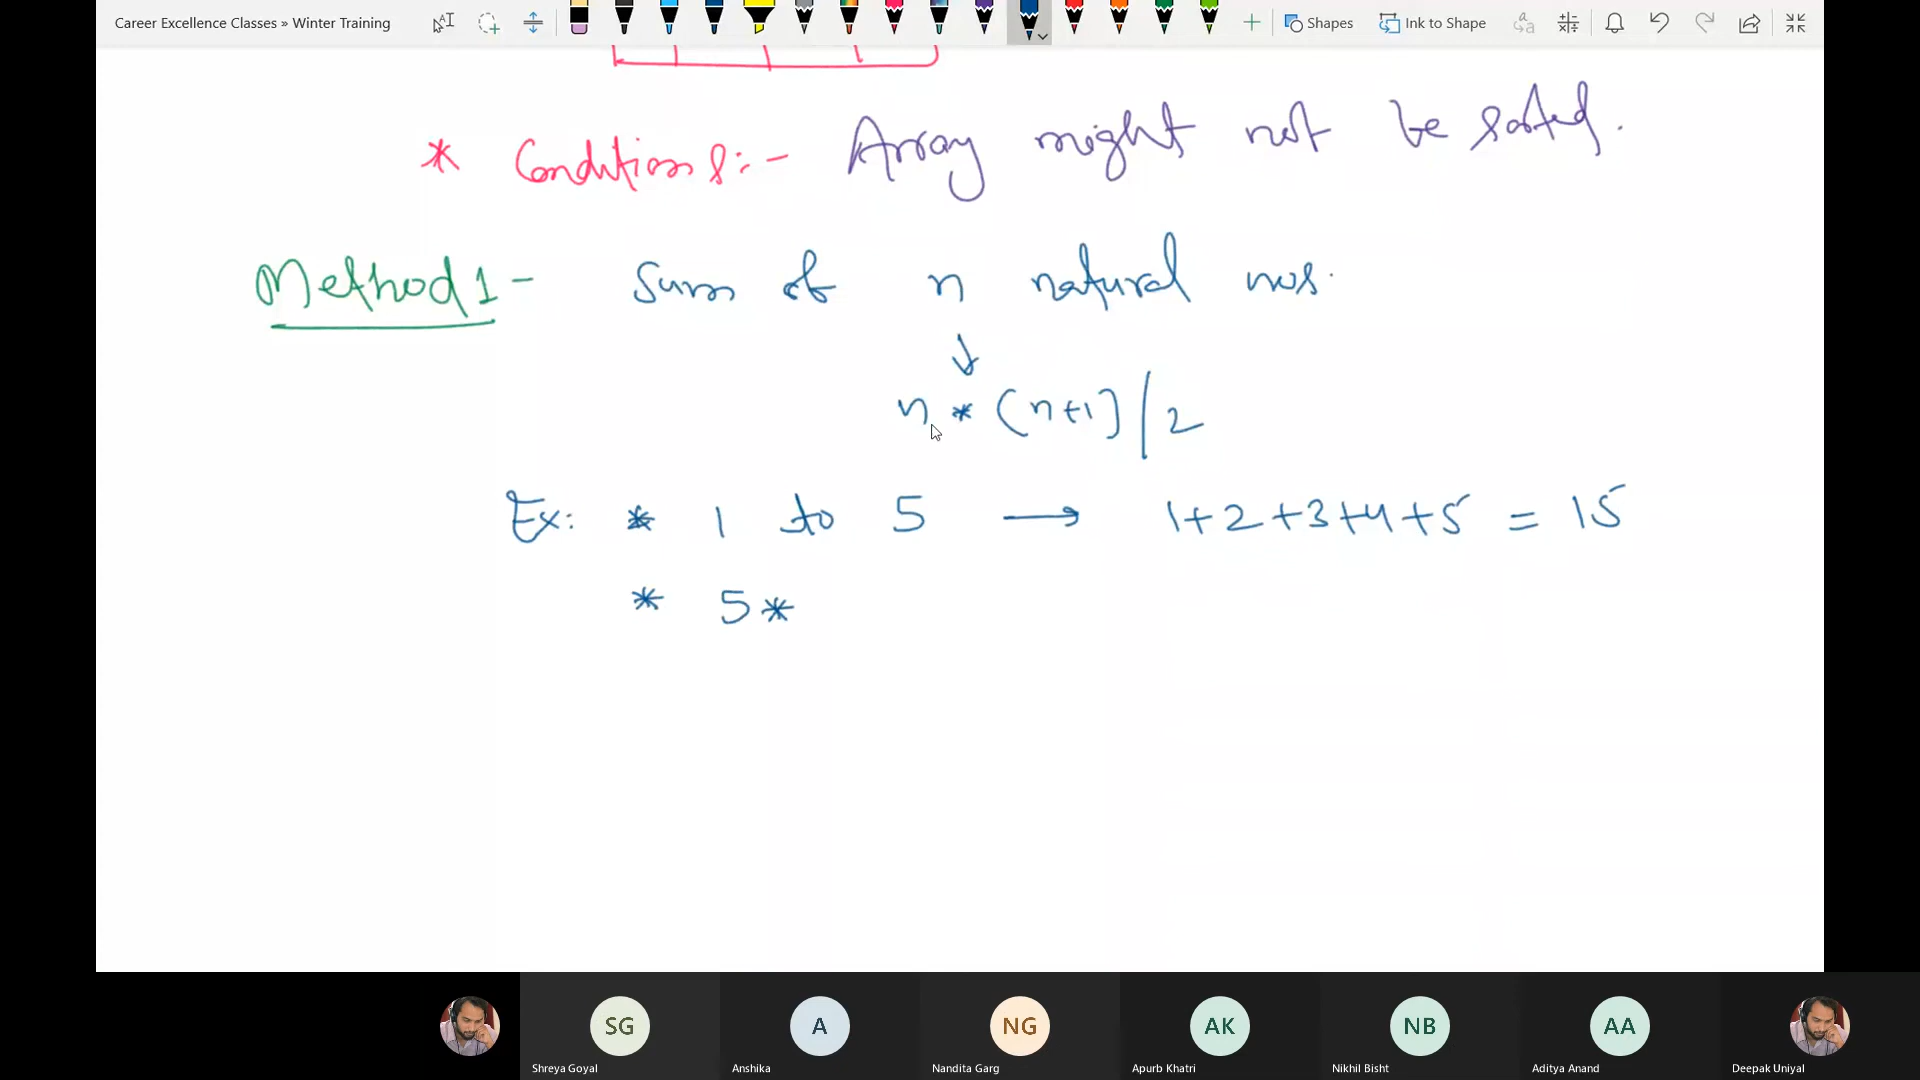 Career Excellence Classes » Winter Training
Shapes
Ink to Shape
* Conditions:- Array might not be sorted.
Method 1 - Sum of n natural nos.
↓
n * (n+1) / 2
Ex: * 1 to 5 → 1+2+3+4+5 = 15
* 5*
SG A NG AK NB AA
Shreya Goyal Anshika Nandita Garg Apurb Khatri Nikhil Bisht Aditya Anand Deepak Uniyal